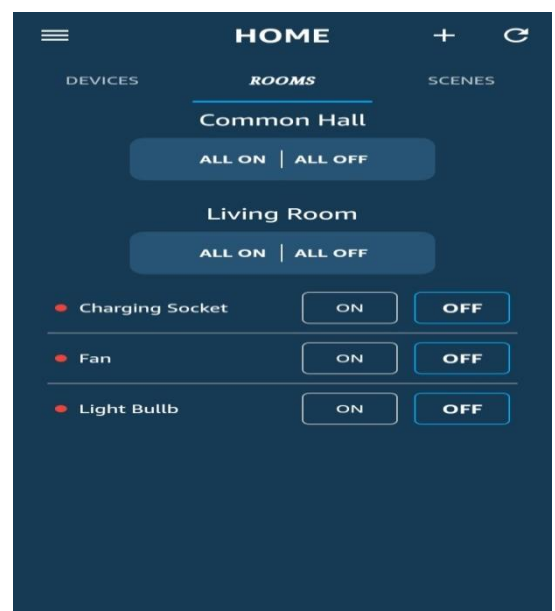 HOME
DEVICES ROOMS SCENES
Common Hall
ALL ON | ALL OFF
Living Room
ALL ON | ALL OFF
Charging Socket ON OFF
Fan ON OFF
Light Bullb ON OFF